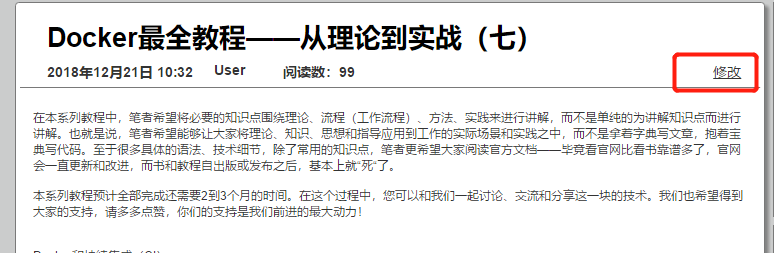 Docker最全教程——从理论到实战（七）
2018年12月21日 10:32 User 阅读数：99 修改
在本系列教程中，笔者希望将必要的知识点围绕理论、流程（工作流程）、方法、实践来进行讲解，而不是单纯的为讲解知识点而进行
讲解。也就是说，笔者希望能够让大家将理论、知识、思想和指导应用到工作的实际场景和实践之中，而不是拿着字典写文章，抱着宝
典写代码。至于很多具体的语法、技术细节，除了常用的知识点，笔者更希望大家阅读官方文档——毕竟看官网比看书靠谱多了，官网
会一直更新和改进，而书和教程自出版或发布之后，基本上就“死”了。
本系列教程预计全部完成还需要2到3个月的时间。在这个过程中，您可以和我们一起讨论、交流和分享这一块的技术。我们也希望得到
大家的支持，请多多点赞，你们的支持是我们前进的最大动力！